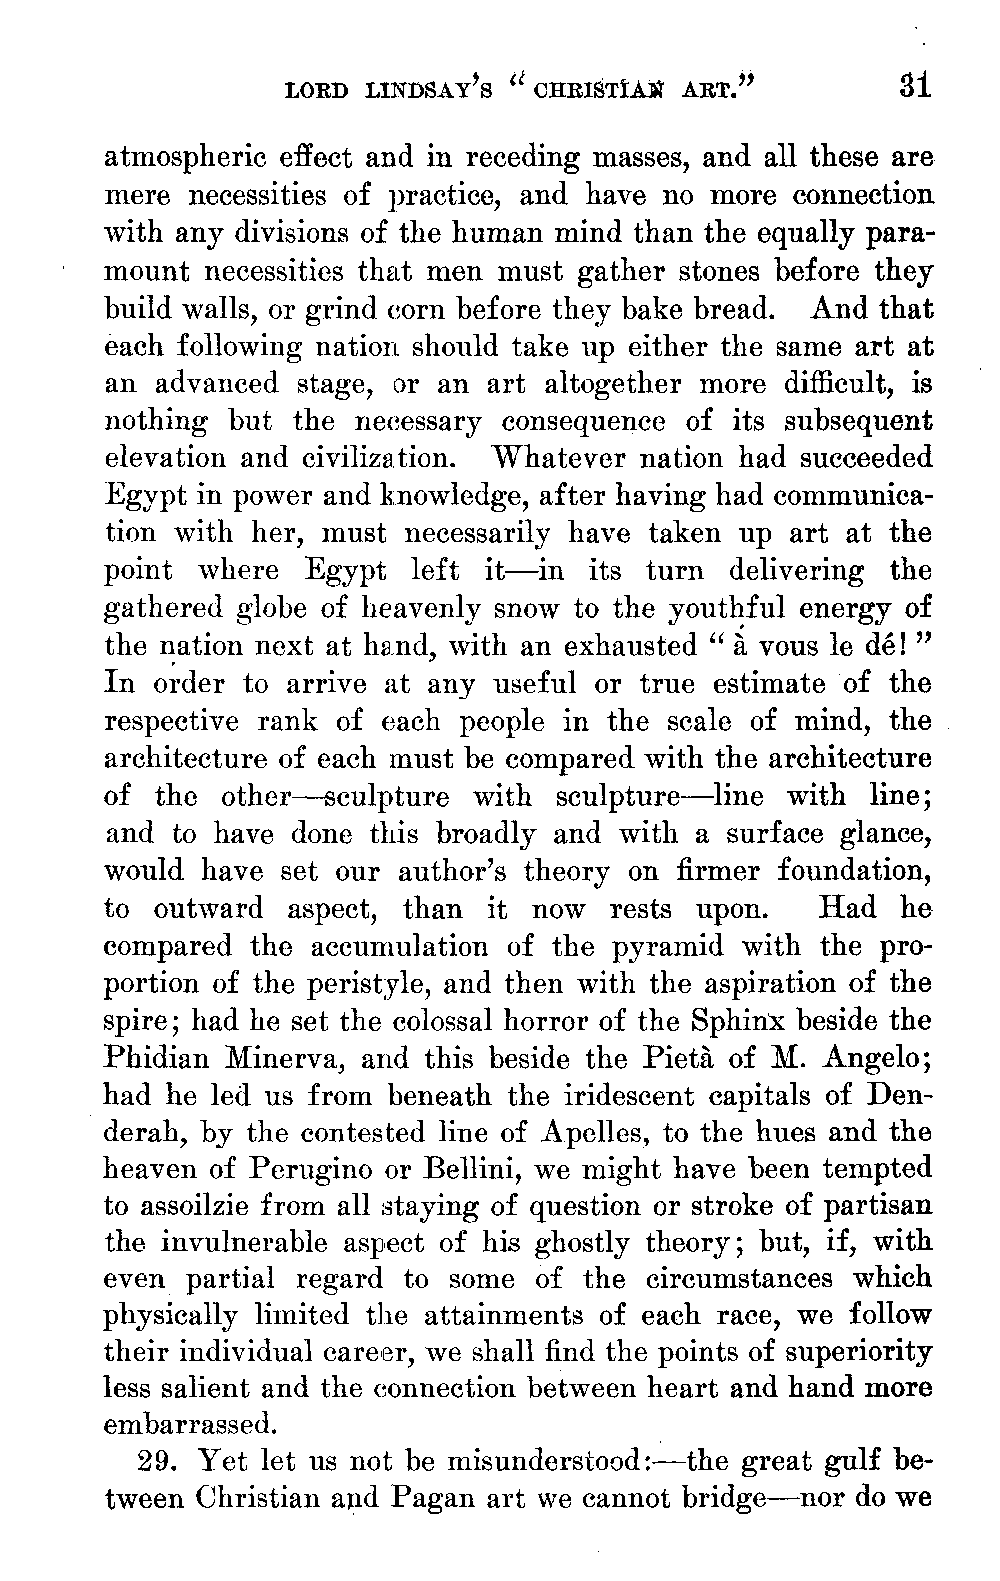 LORD LINDSAY'S "CHRISTIAN ART." 31
atmospheric effect and in receding masses, and all these are
mere necessities of practice, and have no more connection
with any divisions of the human mind than the equally para-
mount necessities that men must gather stones before they
build walls, or grind corn before they bake bread. And that
each following nation should take up either the same art at
an advanced stage, or an art altogether more difficult, is
nothing but the necessary consequence of its subsequent
elevation and civilization. Whatever nation had succeeded
Egypt in power and knowledge, after having had communica-
tion with her, must necessarily have taken up art at the
point where Egypt left it—in its turn delivering the
gathered globe of heavenly snow to the youthful energy of
the nation next at hand, with an exhausted "à vous le dé!"
In order to arrive at any useful or true estimate of the
respective rank of each people in the scale of mind, the
architecture of each must be compared with the architecture
of the other—sculpture with sculpture—line with line;
and to have done this broadly and with a surface glance,
would have set our author's theory on firmer foundation,
to outward aspect, than it now rests upon. Had he
compared the accumulation of the pyramid with the pro-
portion of the peristyle, and then with the aspiration of the
spire; had he set the colossal horror of the Sphinx beside the
Phidian Minerva, and this beside the Pietà of M. Angelo;
had he led us from beneath the iridescent capitals of Den-
derah, by the contested line of Apelles, to the hues and the
heaven of Perugino or Bellini, we might have been tempted
to assoilzie from all staying of question or stroke of partisan
the invulnerable aspect of his ghostly theory; but, if, with
even partial regard to some of the circumstances which
physically limited the attainments of each race, we follow
their individual career, we shall find the points of superiority
less salient and the connection between heart and hand more
embarrassed.
29. Yet let us not be misunderstood:—the great gulf be-
tween Christian and Pagan art we cannot bridge—nor do we